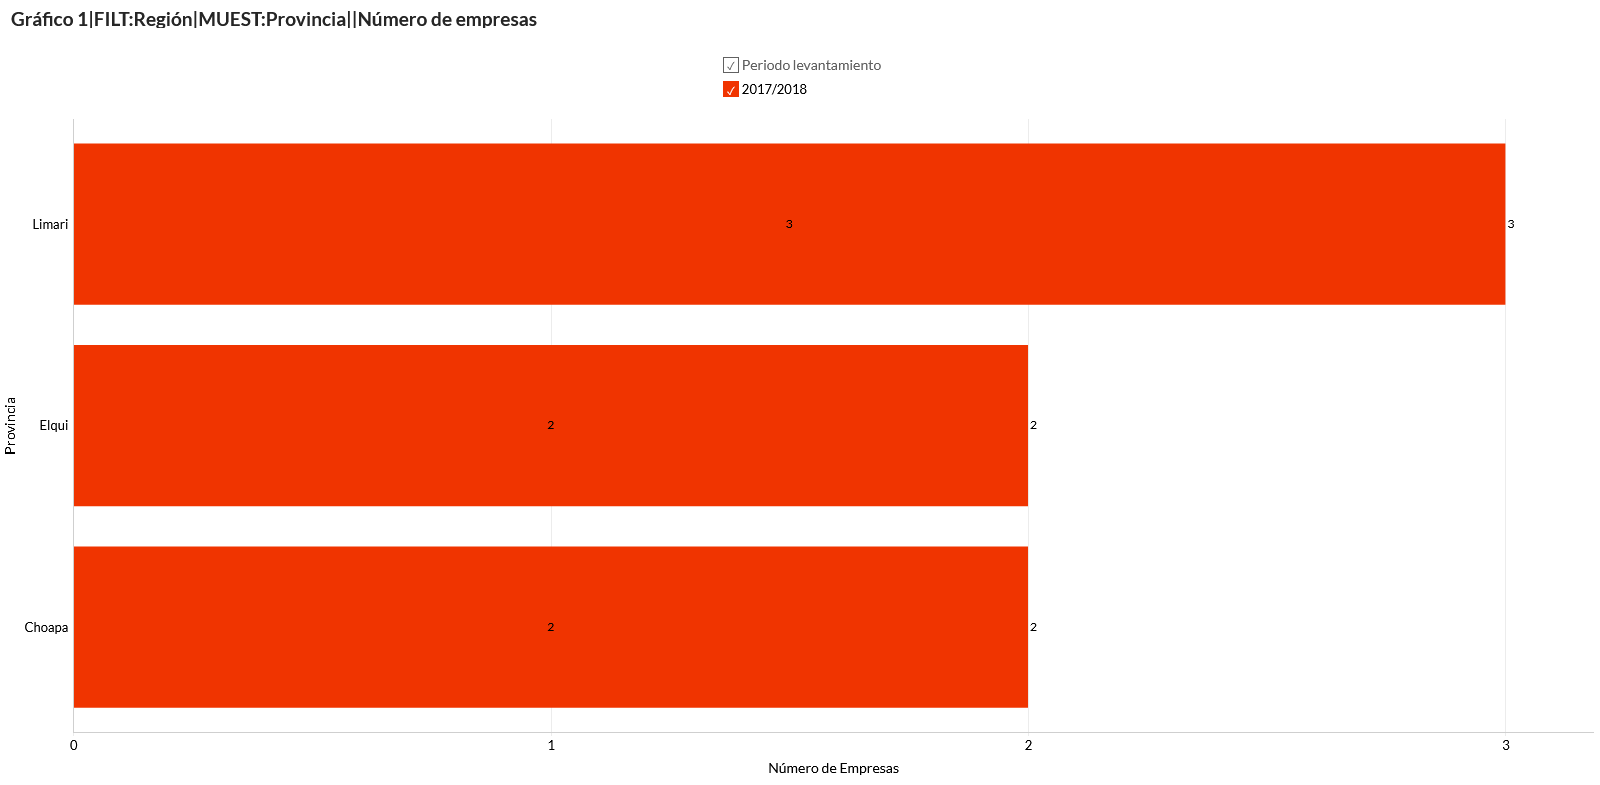 Gráfico 1|FILT:Región|MUEST:Provincia||Número de empresas
Periodo levantamiento
2017/2018
Limari
3
3
Elqui
2
2
Choapa
2
2
Provincia
0
1
2
3
Número de Empresas